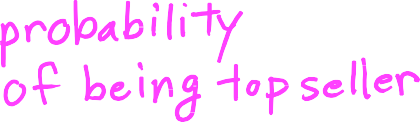 probability
of being top seller